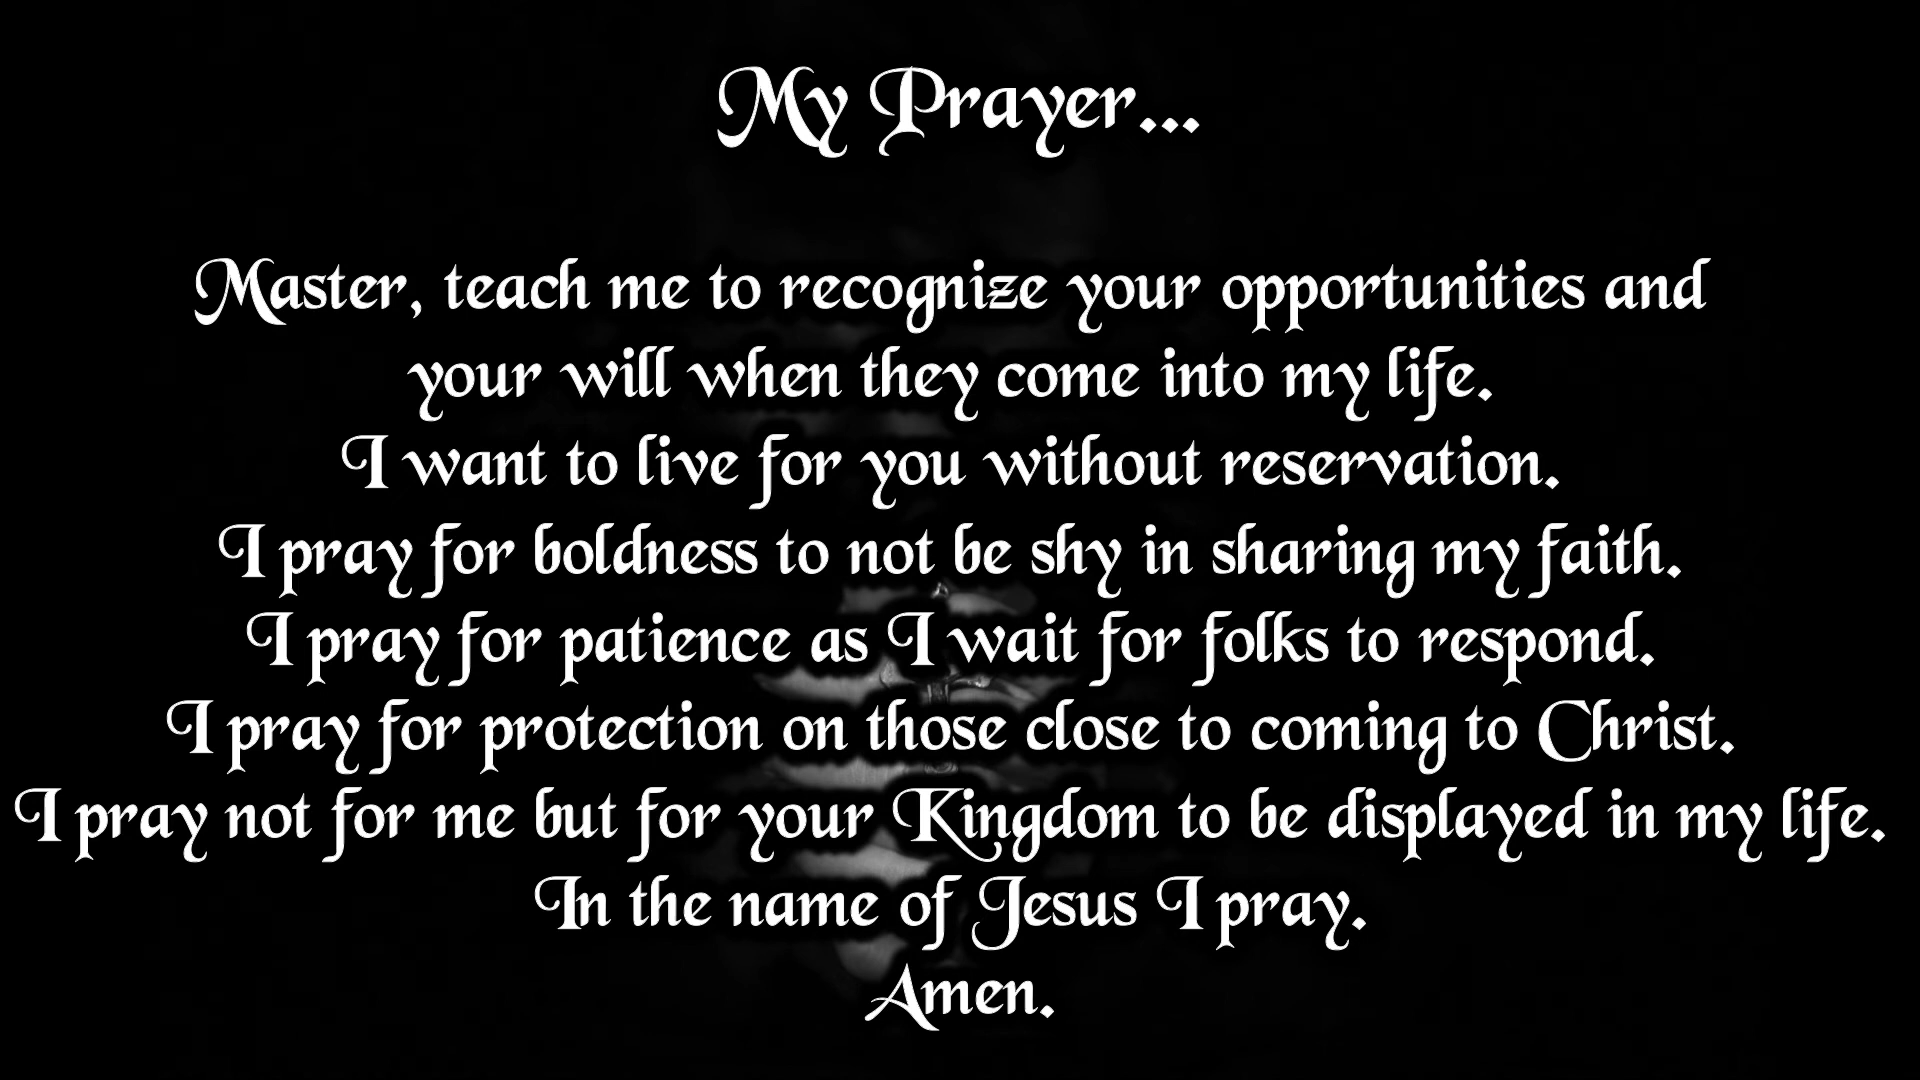 My Prayer...
Master, teach me to recognize your opportunities and
your will when they come into my life.
I want to live for you without reservation.
I pray for boldness to not be shy in sharing my faith.
I pray for patience as I wait for folks to respond.
I pray for protection on those close to coming to Christ.
I pray not for me but for your Kingdom to be displayed in my life.
In the name of Jesus I pray.
Amen.